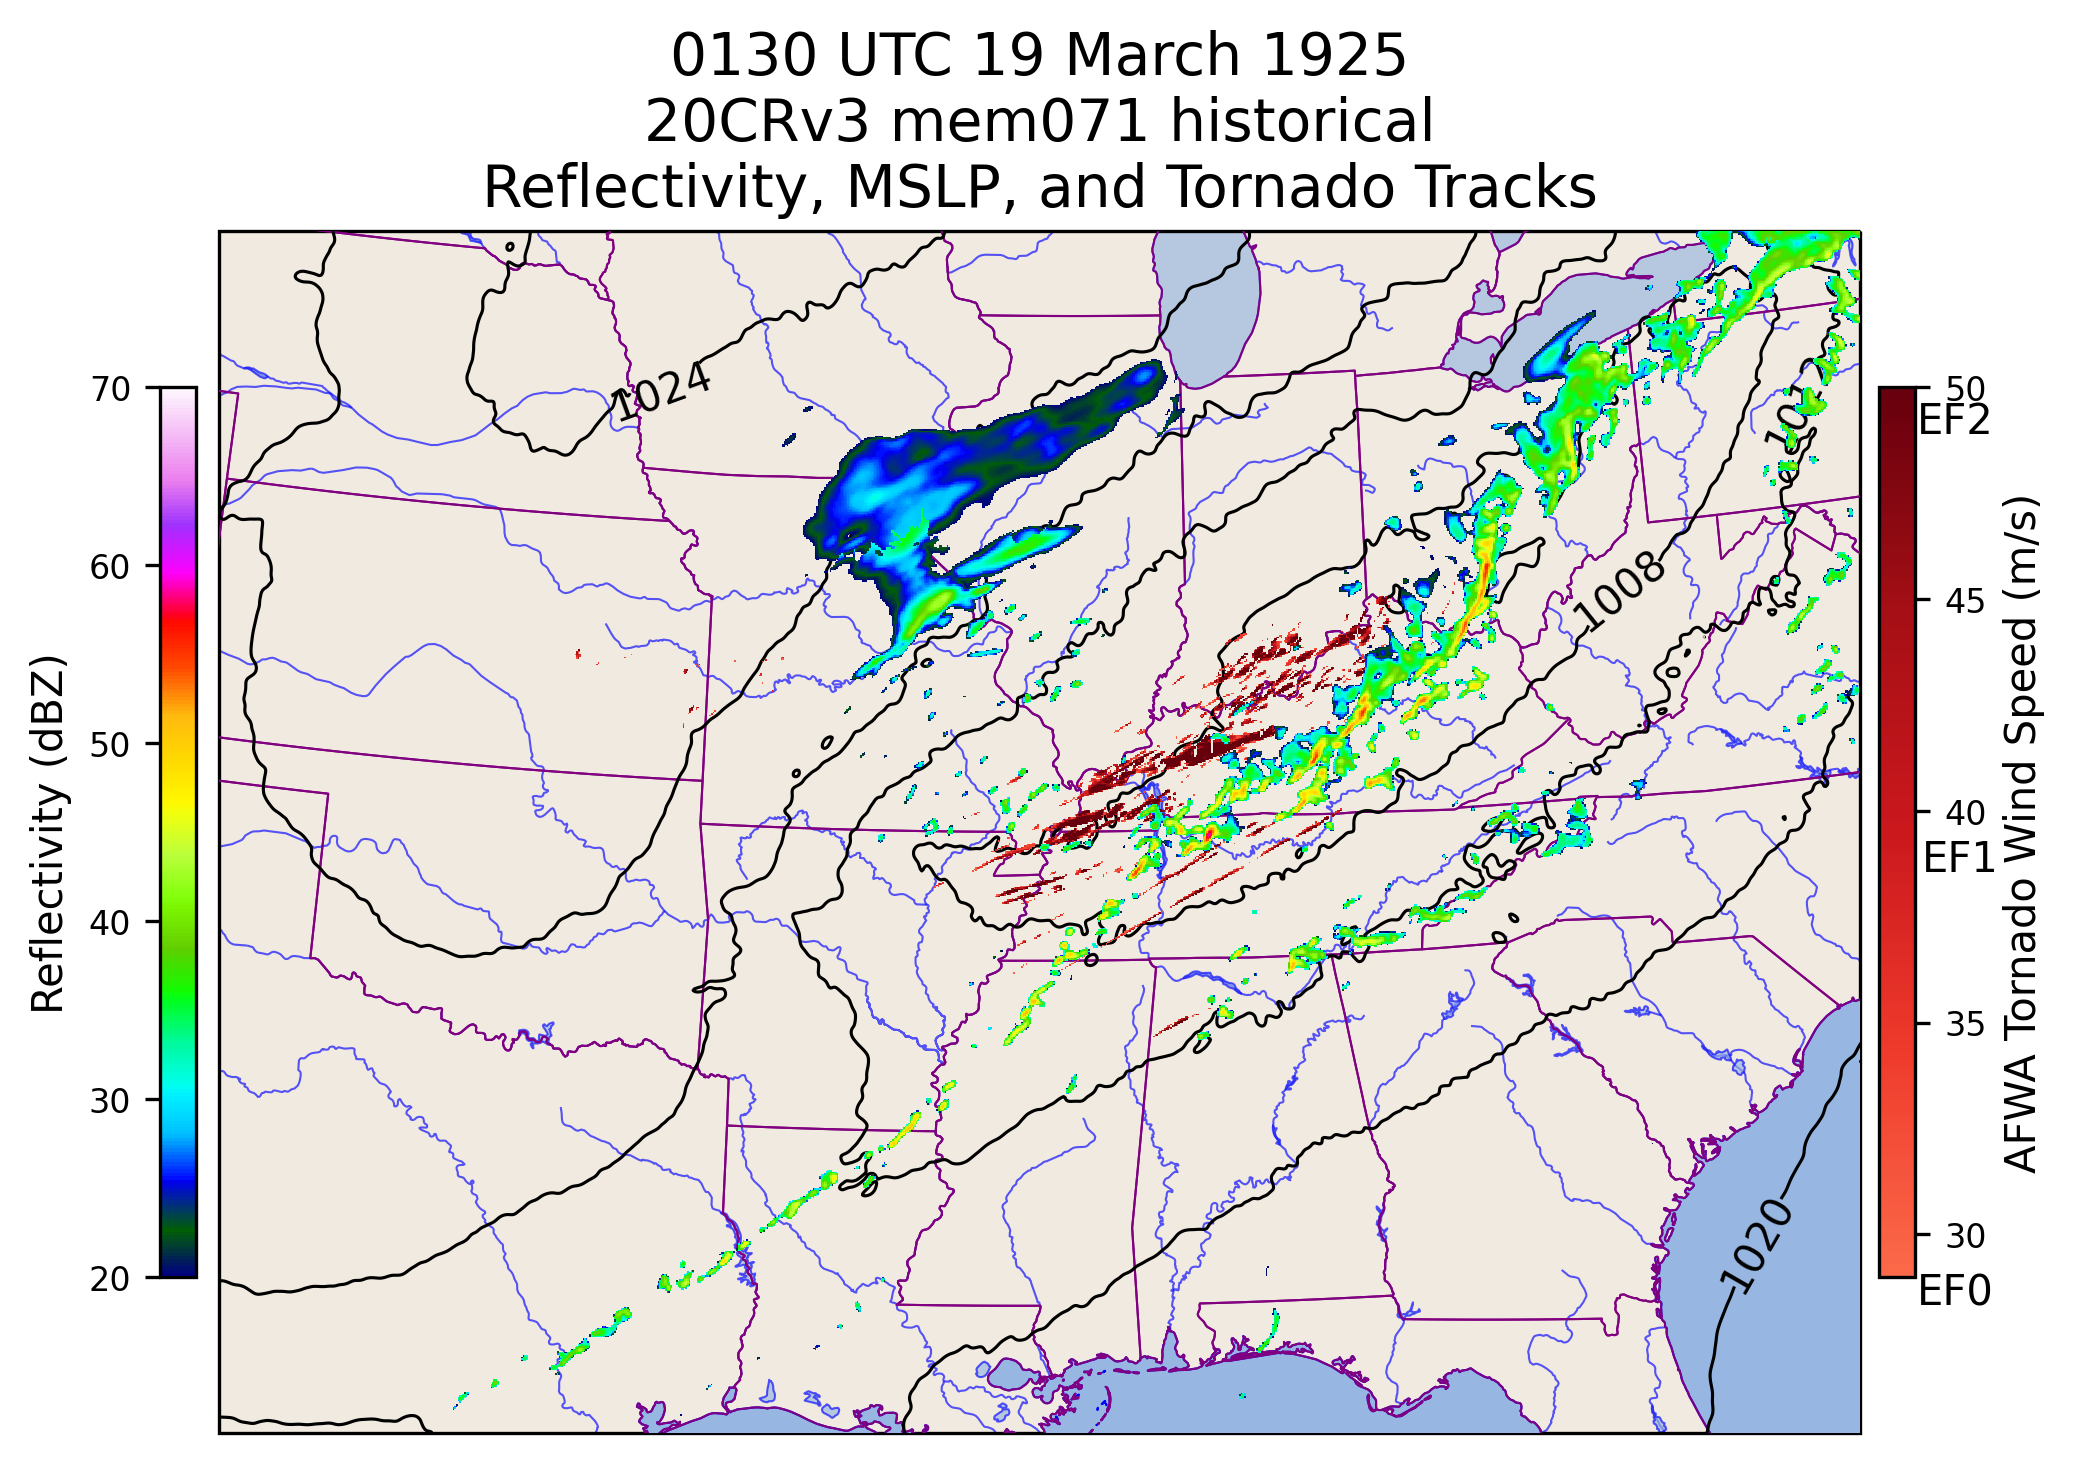 0130 UTC 19 March 1925
20CRv3 mem071 historical
Reflectivity, MSLP, and Tornado Tracks
Reflectivity (dBZ)
70
60
50
40
30
20
1024
1008
1020
50
EF2
45
40
EF1
35
30
EF0
AFWA Tornado Wind Speed (m/s)